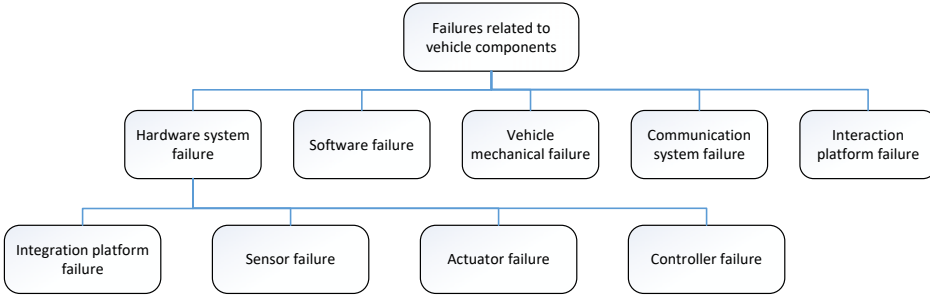 Failures related to
vehicle components
Hardware system
failure
Software failure
Vehicle
mechanical failure
Communication
system failure
Interaction
platform failure
Integration platform
failure
Sensor failure
Actuator failure
Controller failure